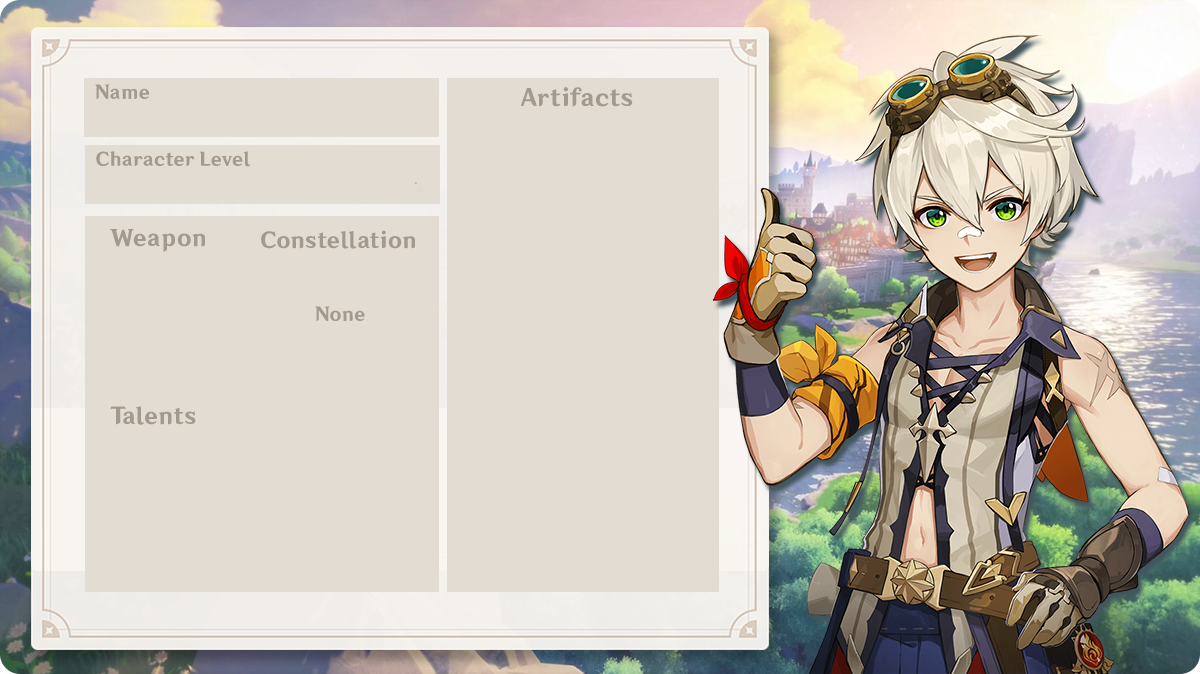 Name
Character Level
Weapon
Constellation
None
Talents
Artifacts